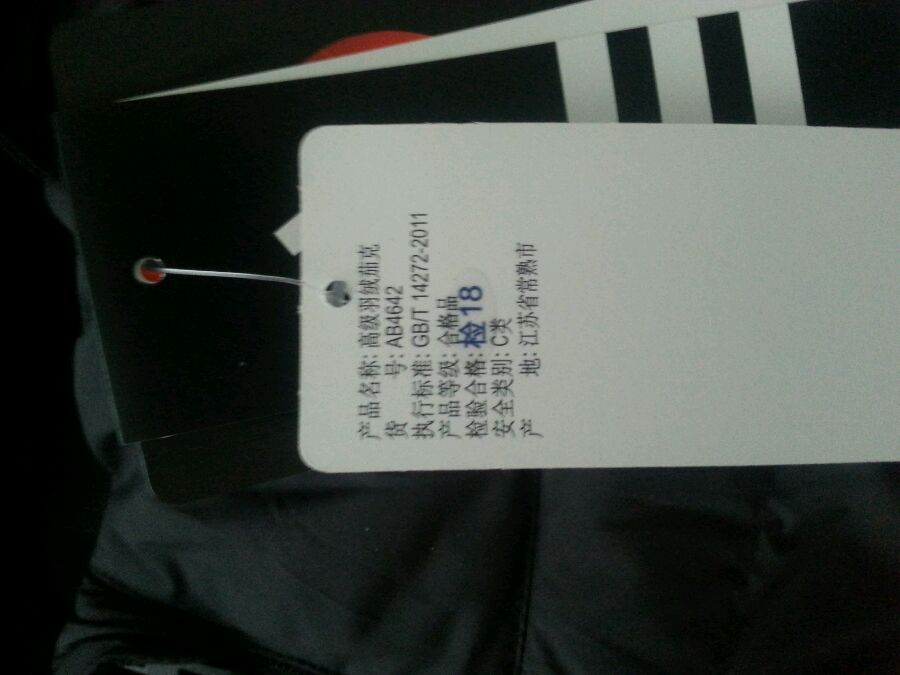 产品名称: 高级羽绒茄克
货 号: AB4642
执行标准: GB/T 14272-2011
产品等级: 合格品
检验合格: 检18
安全类别: C类
产 地: 江苏省常熟市